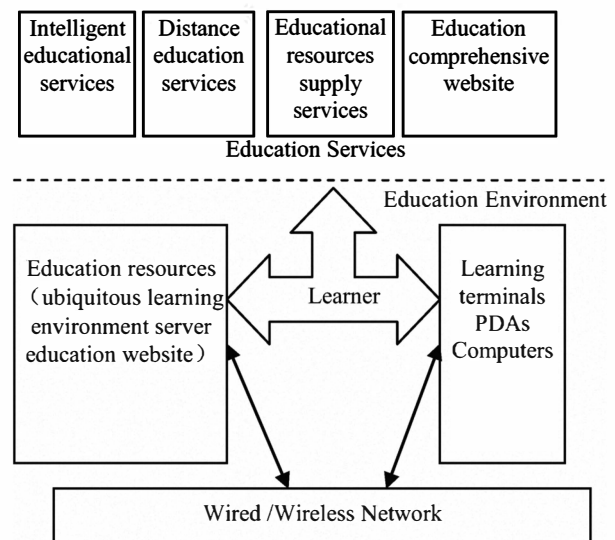 Intelligent
educational
services
Distance
education
services
Educational
resources
supply
services
Education
comprehensive
website
Education Services
Education Environment
Education resources
（ubiquitous learning
environment server
education website）
Learner
Learning
terminals
PDAs
Computers
Wired /Wireless Network